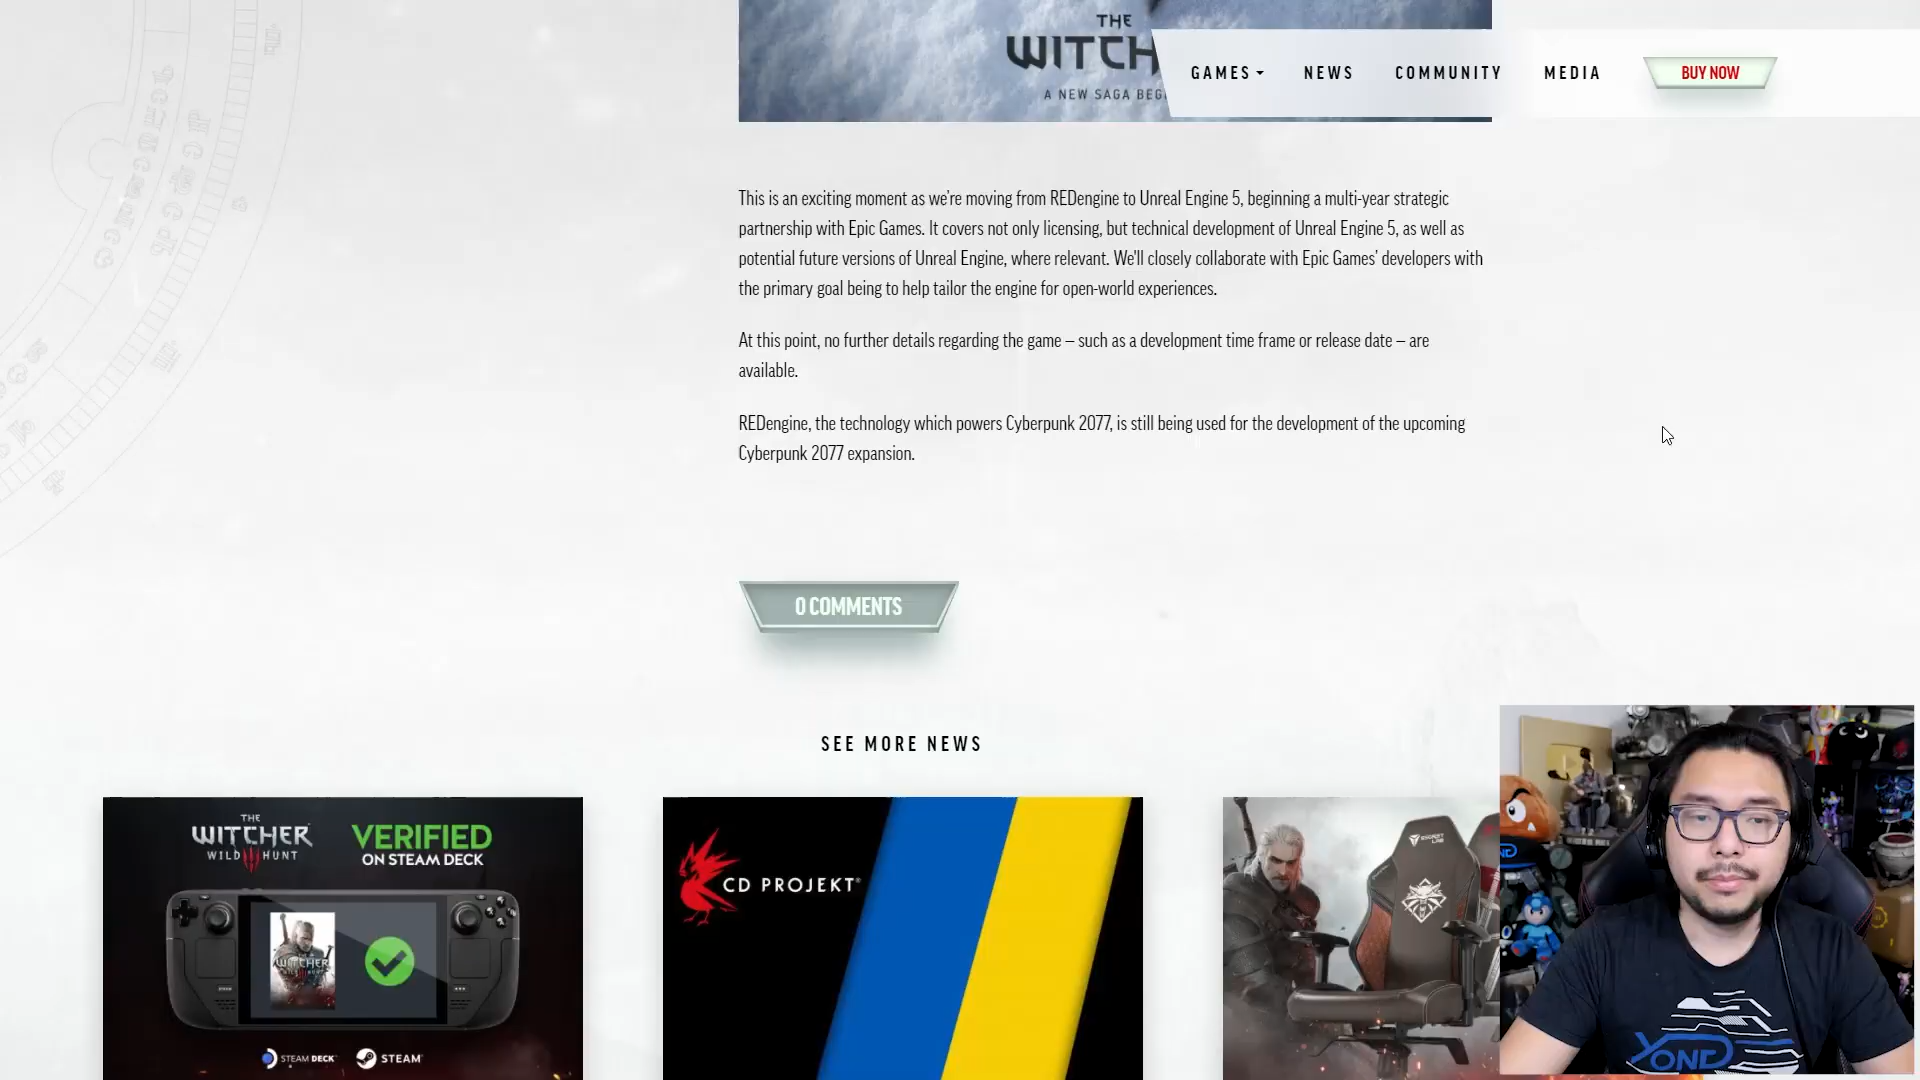 THE
WITCH
A NEW SAGA BEG
GAMES
NEWS
COMMUNITY
MEDIA
BUY NOW
This is an exciting moment as we're moving from REDengine to Unreal Engine 5, beginning a multi-year strategic
partnership with Epic Games. It covers not only licensing, but technical development of Unreal Engine 5, as well as
potential future versions of Unreal Engine, where relevant. We'll closely collaborate with Epic Games' developers with
the primary goal being to help tailor the engine for open-world experiences.
At this point, no further details regarding the game – such as a development time frame or release date – are
available.
REDengine, the technology which powers Cyberpunk 2077, is still being used for the development of the upcoming
Cyberpunk 2077 expansion.
0 COMMENTS
SEE MORE NEWS
THE
WITCHER
WILD HUNT
VERIFIED
ON STEAM DECK
WITCHER
STEAM DECK
STEAM
CD PROJEKT®
SECRET
LAB
YOND